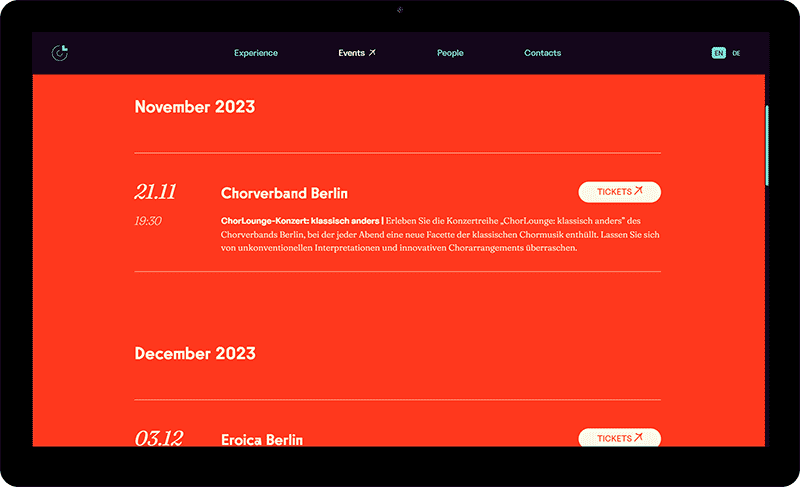 Experience Events People Contacts EN DE
November 2023
21.11 Chorverband Berlin TICKETS
19:30 ChorLounge-Konzert: klassisch anders | Erleben Sie die Konzertreihe „ChorLounge: klassisch anders“ des
Chorverbands Berlin, bei der jeder Abend eine neue Facette der klassischen Chormusik enthüllt. Lassen Sie sich
von unkonventionellen Interpretationen und innovativen Chorarrangements überraschen.
December 2023
03.12 Eroica Berlin TICKETS